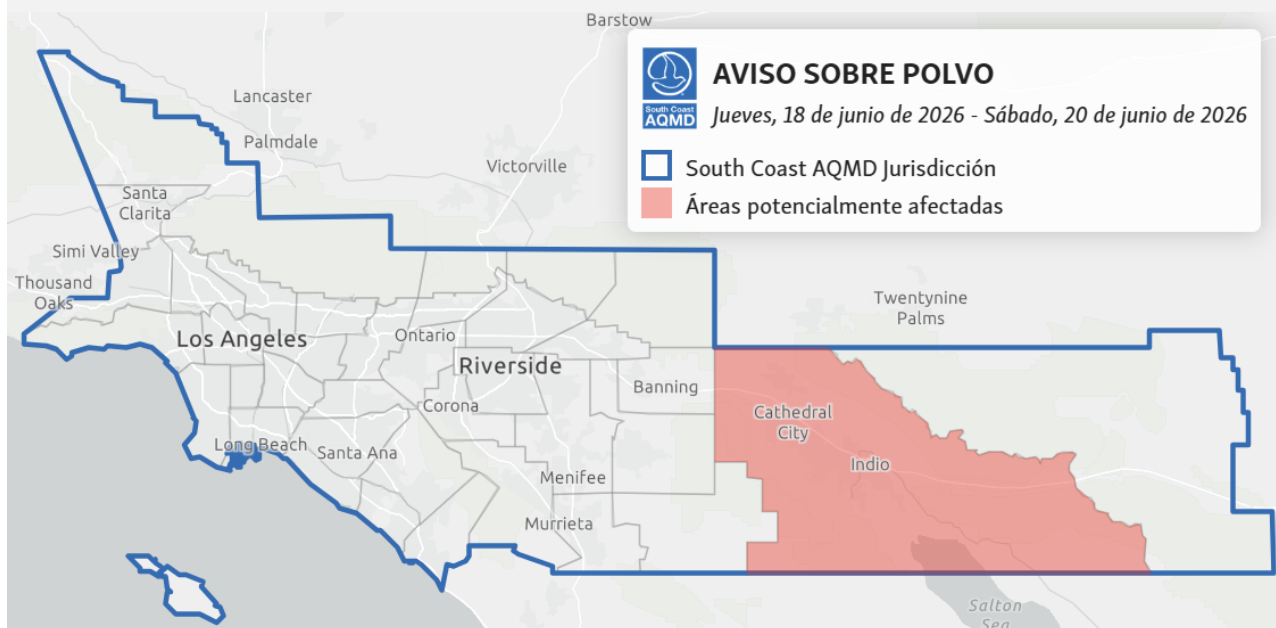 Barstow
South Coast
AQMD
AVISO SOBRE POLVO
Jueves, 18 de junio de 2026 - Sábado, 20 de junio de 2026
South Coast AQMD Jurisdicción
Áreas potencialmente afectadas
Lancaster
Palmdale
Victorville
Santa
Clarita
Simi Valley
Thousand
Oaks
Twentynine
Palms
Los Angeles
Ontario
Riverside
Banning
Corona
Cathedral
City
Long Beach
Santa Ana
Indio
Menifee
Murrieta
Salton
Sea